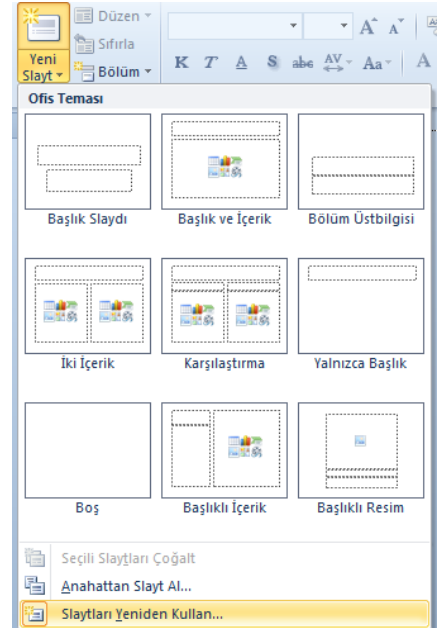 Yeni
Slayt
Düzen
Sıfırla
Bölüm
A A
K T A S abc AV Aa A
Ofis Teması
Başlık Slaydı Başlık ve İçerik Bölüm Üstbilgisi
İki İçerik Karşılaştırma Yalnızca Başlık
Boş Başlıklı İçerik Başlıklı Resim
Seçili Slaytları Çoğalt
Anahattan Slayt Al...
Slaytları Yeniden Kullan...